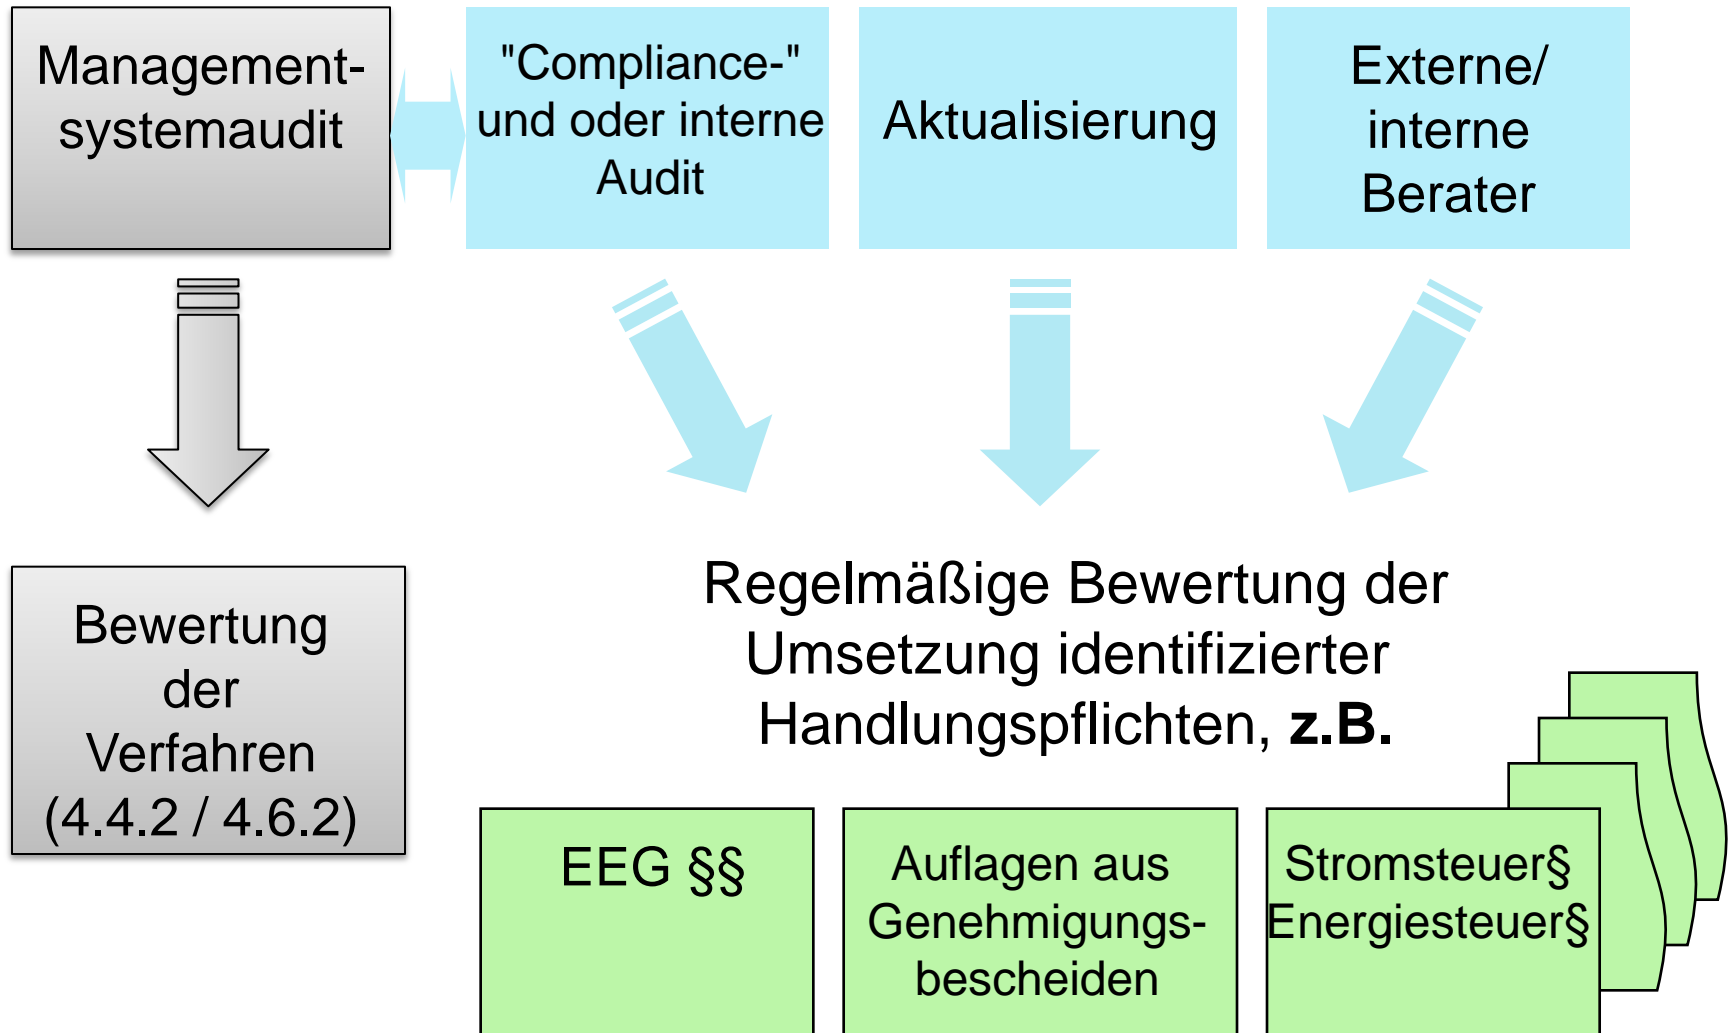 Management-
systemaudit
"Compliance-"
und oder interne
Audit
Aktualisierung
Externe/
interne
Berater
Bewertung
der
Verfahren
(4.4.2 / 4.6.2)
Regelmäßige Bewertung der
Umsetzung identifizierter
Handlungspflichten, z.B.
EEG §§
Auflagen aus
Genehmigungs-
bescheiden
Stromsteuer§
Energiesteuer§